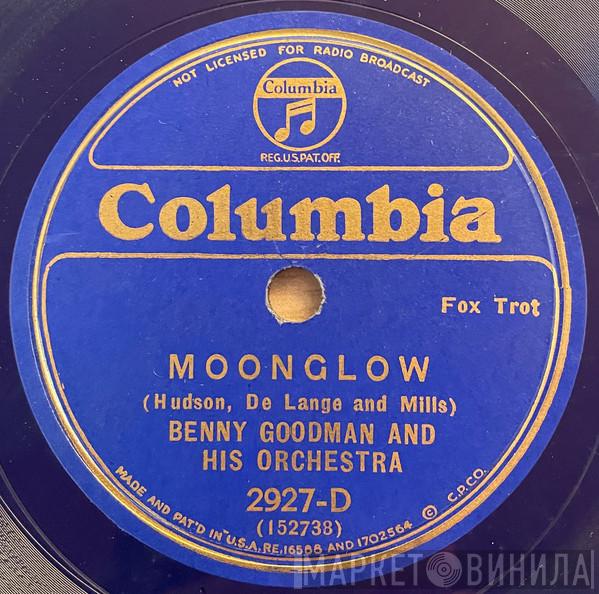 NOT LICENSED FOR RADIO BROADCAST
Columbia
REG.U.S.PAT.OFF.
Columbia
Fox Trot
MOONGLOW
(Hudson, De Lange and Mills)
BENNY GOODMAN AND
HIS ORCHESTRA
2927-D
(152738)
MADE AND PAT'D IN U.S.A. RE.16588 AND 1702564 © C.P.CO.
МАРКЕТ ВИНИЛА